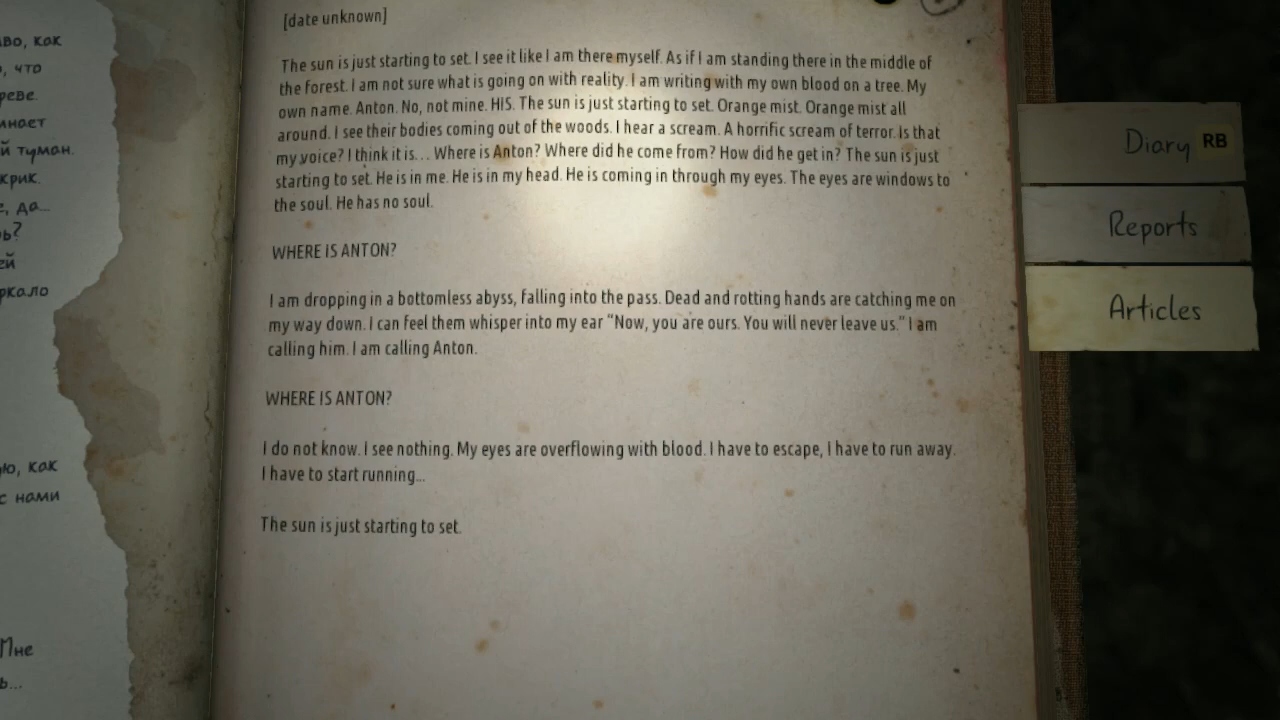 [date unknown]
The sun is just starting to set. I see it like I am there myself. As if I am standing there in the middle of
the forest. I am not sure what is going on with reality. I am writing with my own blood on a tree. My
own name. Anton. No, not mine. HIS. The sun is just starting to set. Orange mist. Orange mist all
around. I see their bodies coming out of the woods. I hear a scream. A horrific scream of terror. Is that
my voice? I think it is... Where is Anton? Where did he come from? How did he get in? The sun is just
starting to set. He is in me. He is in my head. He is coming in through my eyes. The eyes are windows to
the soul. He has no soul.
WHERE IS ANTON?
I am dropping in a bottomless abyss, falling into the pass. Dead and rotting hands are catching me on
my way down. I can feel them whisper into my ear "Now, you are ours. You will never leave us." I am
calling him. I am calling Anton.
WHERE IS ANTON?
I do not know. I see nothing. My eyes are overflowing with blood. I have to escape, I have to run away.
I have to start running...
The sun is just starting to set.
как
что
туман.
крик.
да...
как
с нами
Мне
Diary RB
Reports
Articles